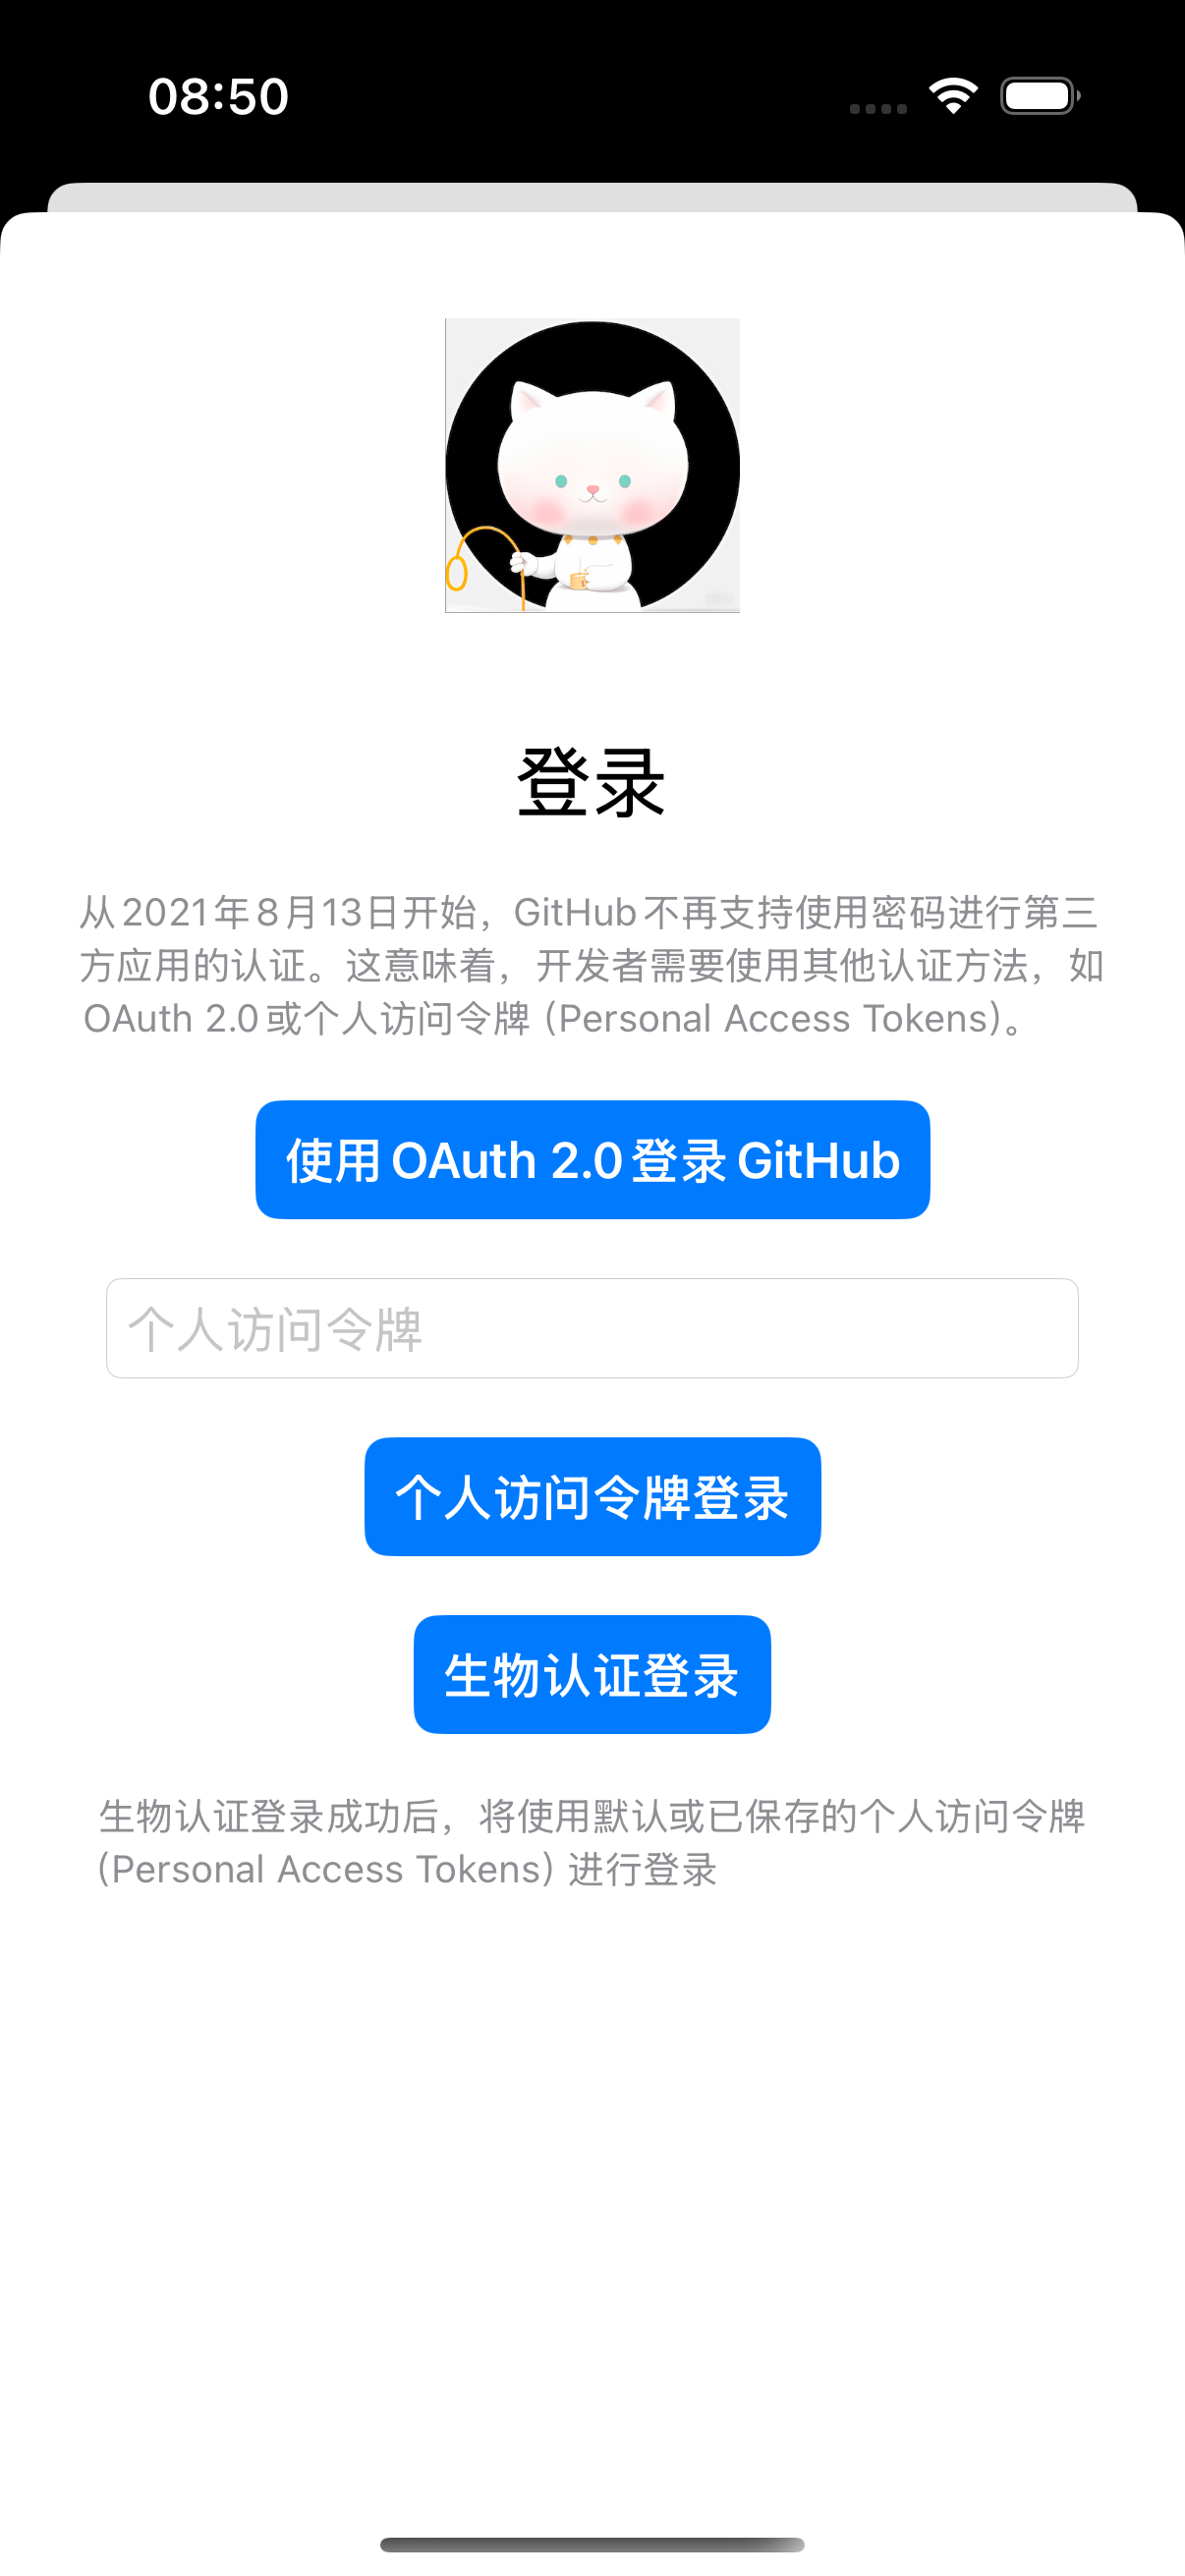 08:50
登录
从2021年8月13日开始，GitHub不再支持使用密码进行第三
方应用的认证。这意味着，开发者需要使用其他认证方法，如
OAuth 2.0或个人访问令牌（Personal Access Tokens）。
使用OAuth 2.0登录GitHub
个人访问令牌
个人访问令牌登录
生物认证登录
生物认证登录成功后，将使用默认或已保存的个人访问令牌
（Personal Access Tokens）进行登录